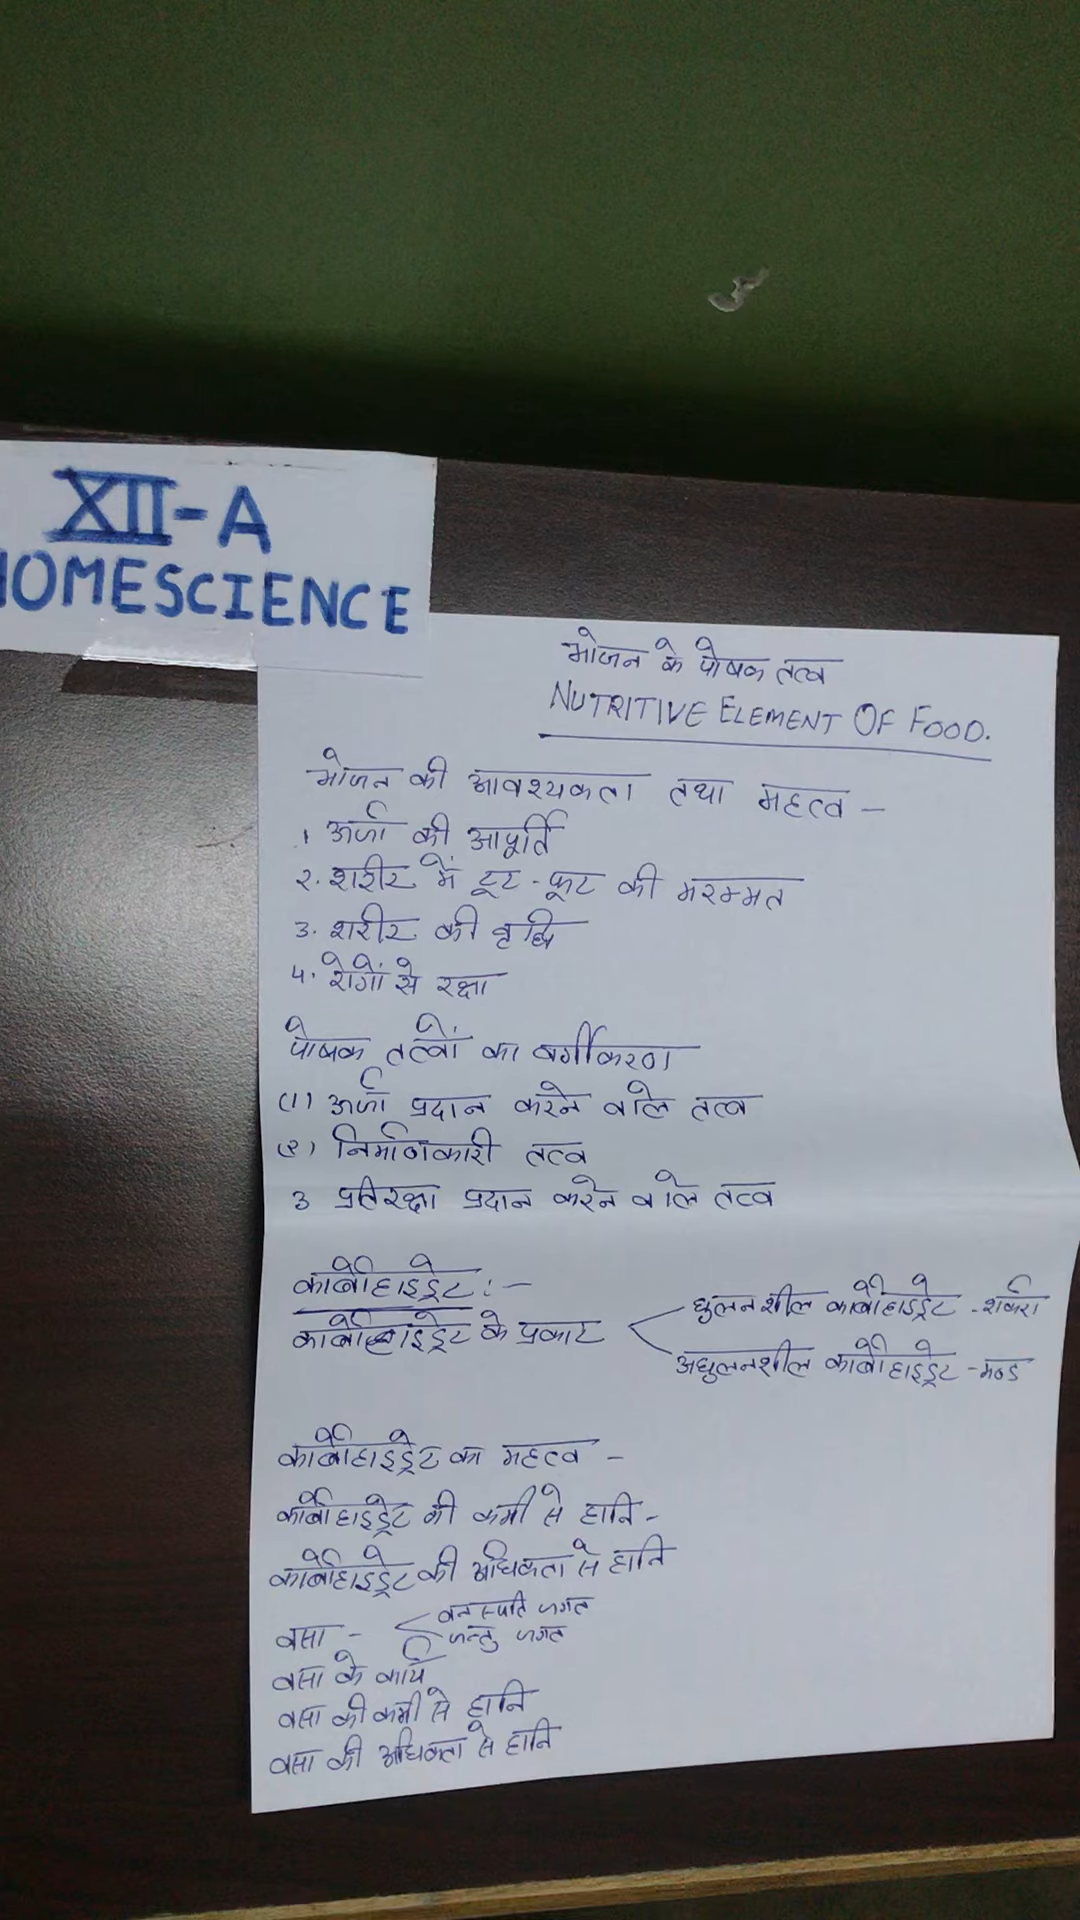 XII-A
HOMESCIENCE
भोजन के पोषक तत्व
NUTRITIVE ELEMENT OF FOOD.
भोजन की आवश्यकता तथा महत्व -
1 ऊर्जा की आपूर्ति
२. शरीर में टूट-फूट की मरम्मत
3. शरीर की वृद्धि
4. रोगों से रक्षा
पोषक तत्वों का वर्गीकरण
(1) ऊर्जा प्रदान करने वाले तत्व
(२) निर्माणकारी तत्व
3 प्रतिरक्षा प्रदान करने वाले तत्व
कार्बोहाइड्रेट :-
कार्बोहाइड्रेट के प्रकार
घुलनशील कार्बोहाइड्रेट - शर्करा
अघुलनशील कार्बोहाइड्रेट - मण्ड
कार्बोहाइड्रेट का महत्व -
कार्बोहाइड्रेट की कमी से हानि -
कार्बोहाइड्रेट की अधिकता से हानि
वसा - वनस्पति जगत
जन्तु जगत
वसा के कार्य
वसा की कमी से हानि
वसा की अधिकता से हानि